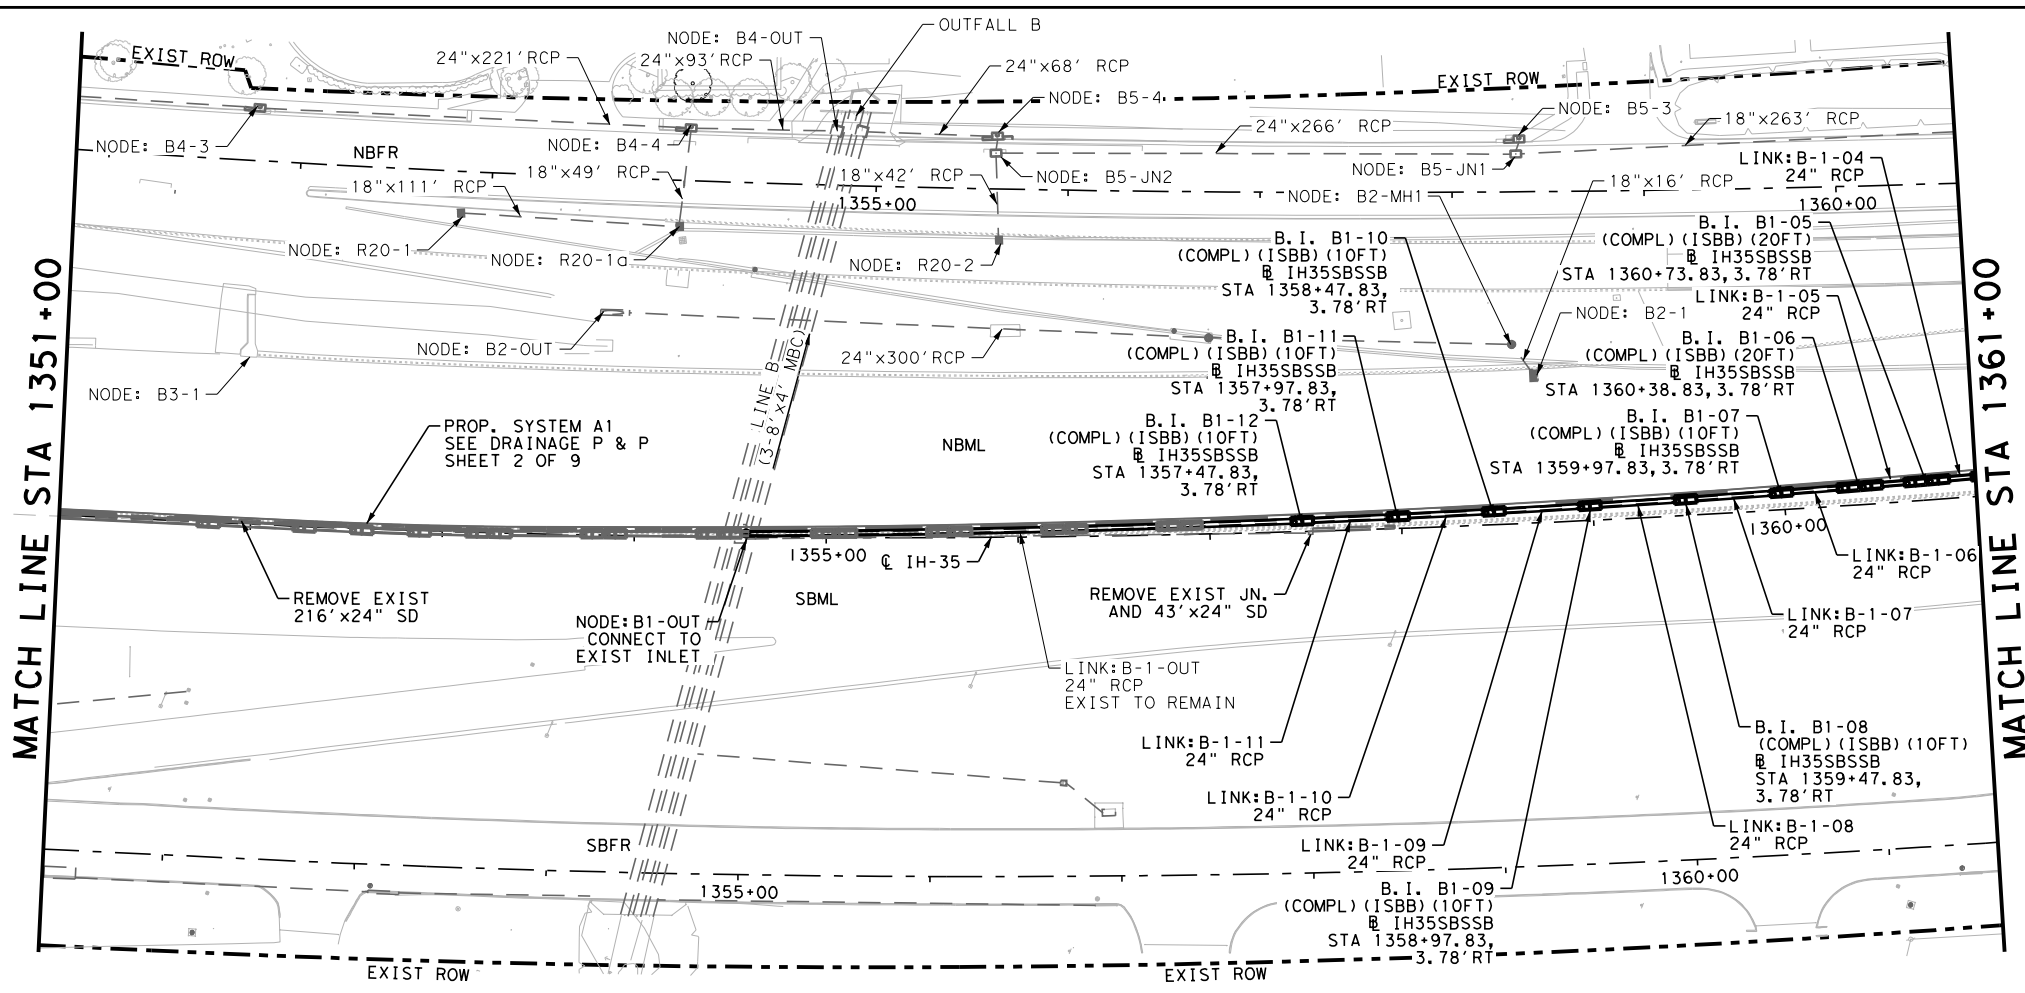 OUTFALL B
NODE: B4-OUT
EXIST ROW
24"x221' RCP
24"x93'RCP
24"x68' RCP
EXIST ROW
NODE: B5-4
NODE: B5-3
18"x263' RCP
24"x266' RCP
NODE: B4-3
NBFR
NODE: B4-4
LINK:B-1-04
24" RCP
NODE: B5-JN1
NODE: B5-JN2
18"x111' RCP
18"x49' RCP
18"x42' RCP
18"x16' RCP
NODE: B2-MH1
1355+00
1360+00
NODE: R20-1
NODE: R20-1a
NODE: R20-2
B.I. B1-10
(COMPL)(ISBB)(10FT)
B IH35SBSSB
STA 1358+47.83,
3.78'RT
B.I. B1-05
(COMPL)(ISBB)(20FT)
B IH35SBSSB
STA 1360+73.83,3.78'RT
LINK:B-1-05
24" RCP
NODE: B2-1
NODE: B2-OUT
24"x300'RCP
B.I. B1-11
(COMPL)(ISBB)(10FT)
B IH35SBSSB
STA 1357+97.83,
3.78'RT
B.I. B1-06
(COMPL)(ISBB)(20FT)
B IH35SBSSB
STA 1360+38.83,3.78'RT
NODE: B3-1
LINE B
(3-8'x4' MBC)
MATCH LINE STA 1351+00
MATCH LINE STA 1361+00
PROP. SYSTEM A1
SEE DRAINAGE P & P
SHEET 2 OF 9
NBML
B.I. B1-12
(COMPL)(ISBB)(10FT)
B IH35SBSSB
STA 1357+47.83,
3.78'RT
B.I. B1-07
(COMPL)(ISBB)(10FT)
B IH35SBSSB
STA 1359+97.83,3.78'RT
1355+00
CL IH-35
1360+00
LINK:B-1-06
24" RCP
REMOVE EXIST
216'x24" SD
SBML
REMOVE EXIST JN.
AND 43'x24" SD
NODE:B1-OUT
CONNECT TO
EXIST INLET
LINK:B-1-07
24" RCP
LINK:B-1-OUT
24" RCP
EXIST TO REMAIN
LINK:B-1-11
24" RCP
B.I. B1-08
(COMPL)(ISBB)(10FT)
B IH35SBSSB
STA 1359+47.83,
3.78'RT
LINK:B-1-10
24" RCP
LINK:B-1-08
24" RCP
SBFR
LINK:B-1-09
24" RCP
1355+00
1360+00
B.I. B1-09
(COMPL)(ISBB)(10FT)
B IH35SBSSB
STA 1358+97.83,
3.78'RT
EXIST ROW
EXIST ROW